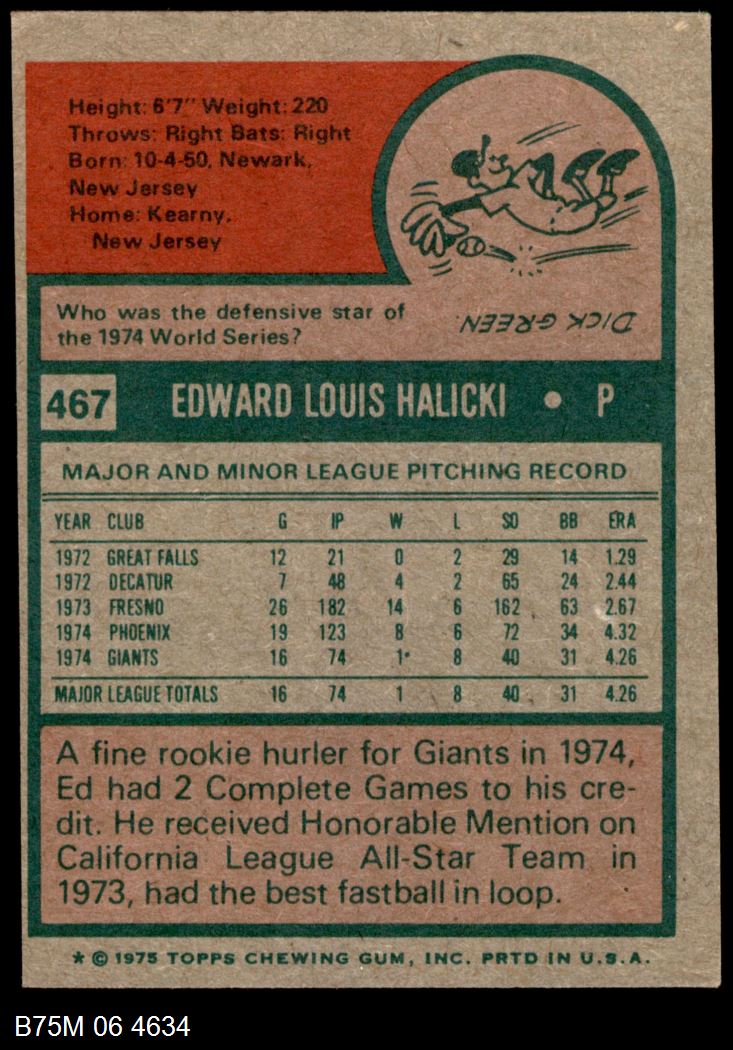 Height: 6'7" Weight: 220
Throws: Right Bats: Right
Born: 10-4-50, Newark,
New Jersey
Home: Kearny,
New Jersey
Who was the defensive star of
the 1974 World Series?
DICK GREEN.
467 EDWARD LOUIS HALICKI • P
MAJOR AND MINOR LEAGUE PITCHING RECORD
YEAR CLUB G IP W L SO BB ERA
1972 GREAT FALLS 12 21 0 2 29 14 1.29
1972 DECATUR 7 48 4 2 65 24 2.44
1973 FRESNO 26 182 14 6 162 63 2.67
1974 PHOENIX 19 123 8 6 72 34 4.32
1974 GIANTS 16 74 1 8 40 31 4.26
MAJOR LEAGUE TOTALS 16 74 1 8 40 31 4.26
A fine rookie hurler for Giants in 1974,
Ed had 2 Complete Games to his cre-
dit. He received Honorable Mention on
California League All-Star Team in
1973, had the best fastball in loop.
* © 1975 TOPPS CHEWING GUM, INC. PRTD IN U.S.A.
B75M 06 4634